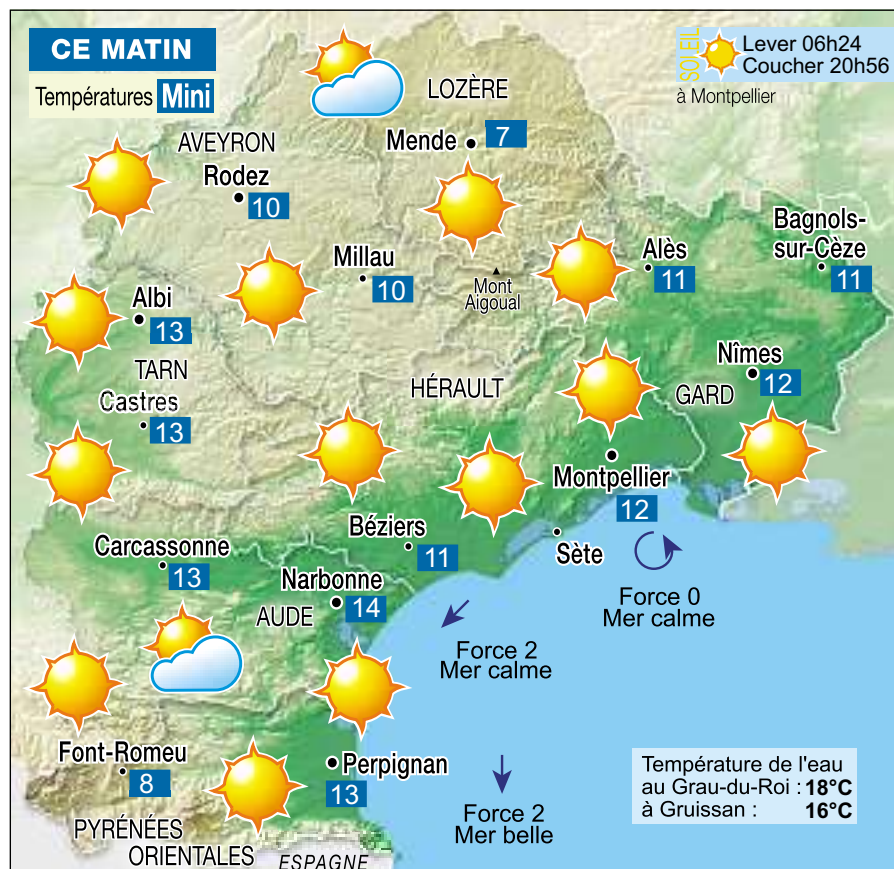 CE MATIN
Températures Mini
SOLEIL
Lever 06h24
Coucher 20h56
à Montpellier
LOZÈRE
Mende
7
AVEYRON
Rodez
10
Millau
10
Mont
Aigoual
Alès
11
Bagnols-
sur-Cèze
11
Albi
13
TARN
Castres
13
HÉRAULT
Nîmes
12
GARD
Montpellier
12
Béziers
11
Sète
Carcassonne
13
Narbonne
14
AUDE
Force 0
Mer calme
Force 2
Mer calme
Font-Romeu
8
Perpignan
13
Force 2
Mer belle
Température de l'eau
au Grau-du-Roi : 18°C
à Gruissan : 16°C
PYRÉNÉES
ORIENTALES
ESPAGNE